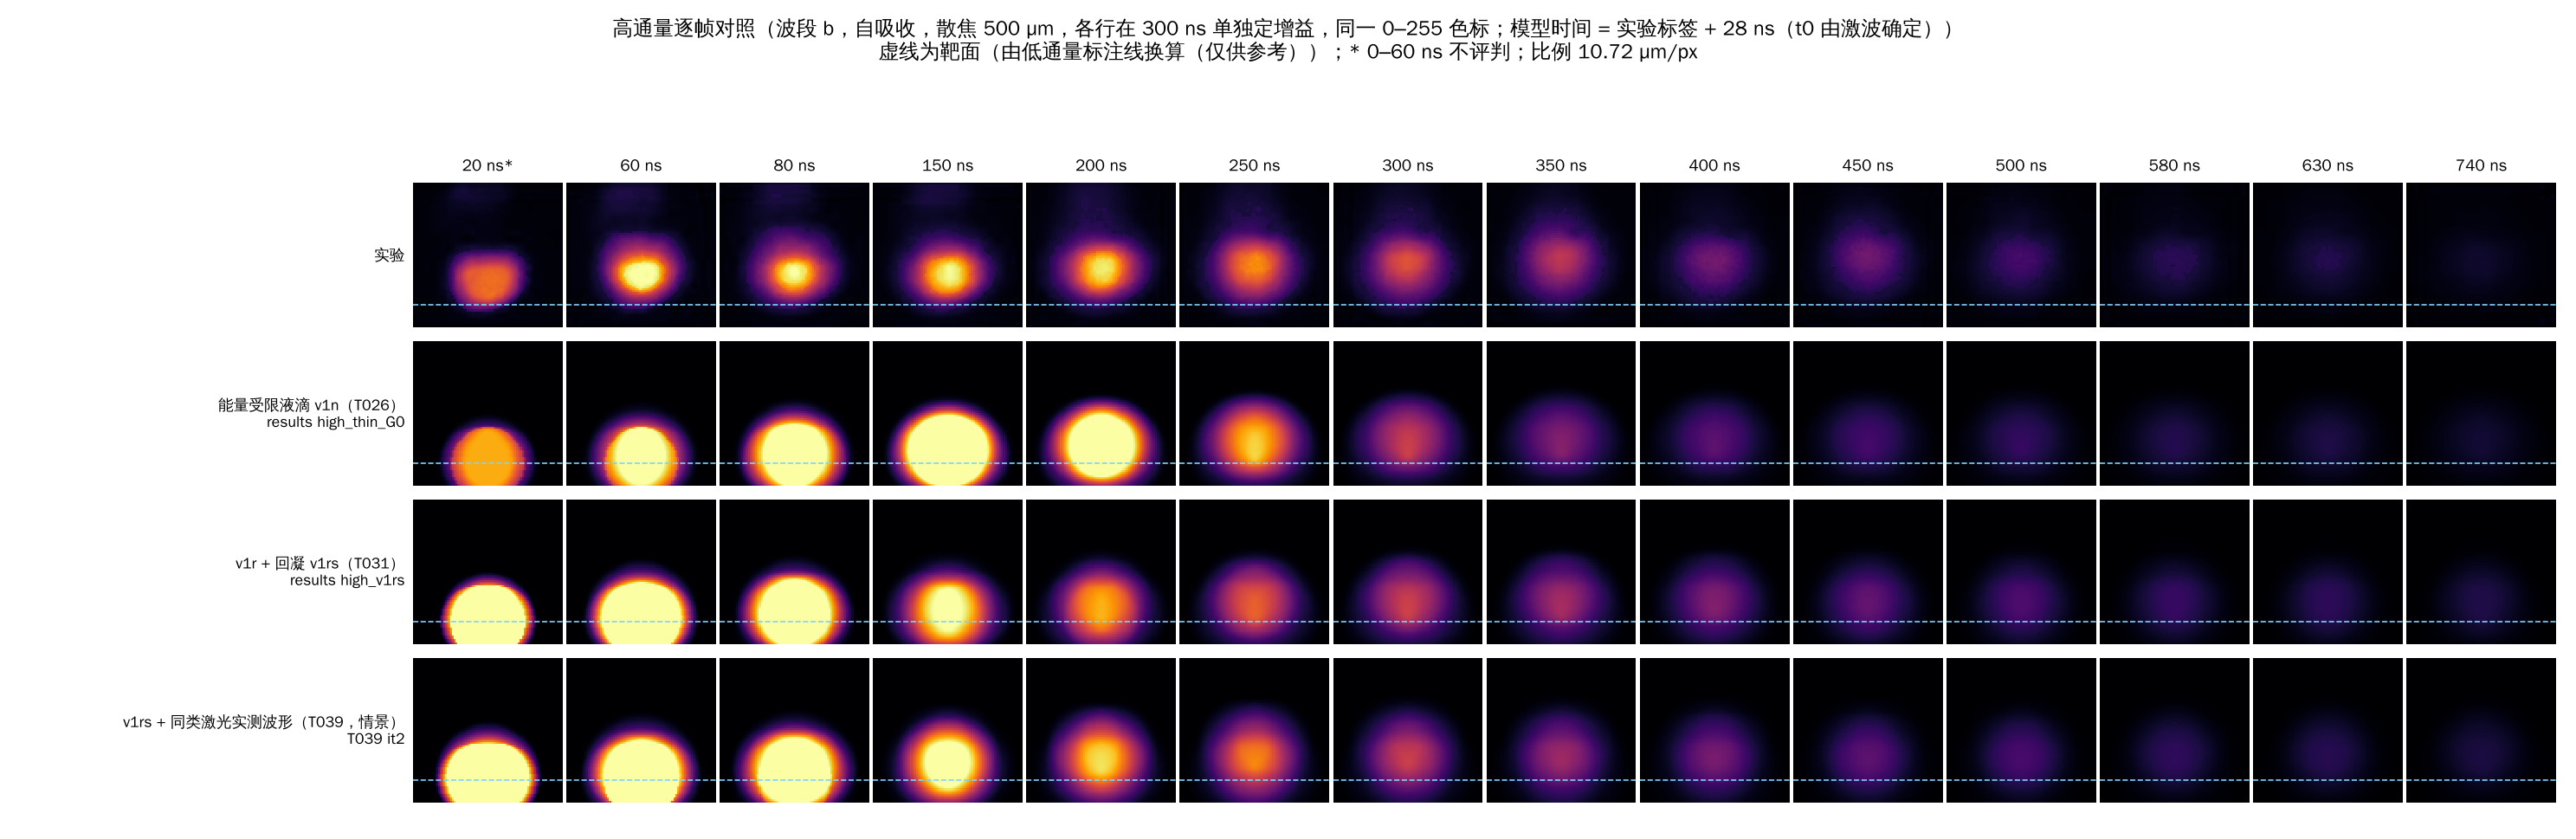 高通量逐帧对照（波段 b，自吸收，散焦 500 µm，各行在 300 ns 单独定增益，同一 0–255 色标；模型时间 = 实验标签 + 28 ns（t0 由激波确定））
虚线为靶面（由低通量标注线换算（仅供参考））；* 0–60 ns 不评判；比例 10.72 µm/px
20 ns* 60 ns 80 ns 150 ns 200 ns 250 ns 300 ns 350 ns 400 ns 450 ns 500 ns 580 ns 630 ns 740 ns
实验
能量受限液滴 v1n（T026）
results high_thin_G0
v1r + 回凝 v1rs（T031）
results high_v1rs
v1rs + 同类激光实测波形（T039，情景）
T039 it2